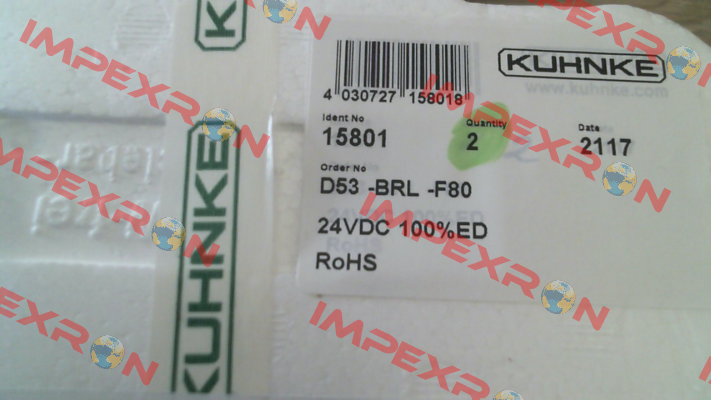 KUHNKE
www.kuhnke.com
4 030727 158018
Ident No
Quantity
Date
15801
2
2117
Order No
D53 -BRL -F80
24VDC 100%ED
RoHS
KUHNKE
K
IMPEXRON
IMPEXRON
IMPEXRON
IMPEXRON
IMPEXRON
IMPEXRON